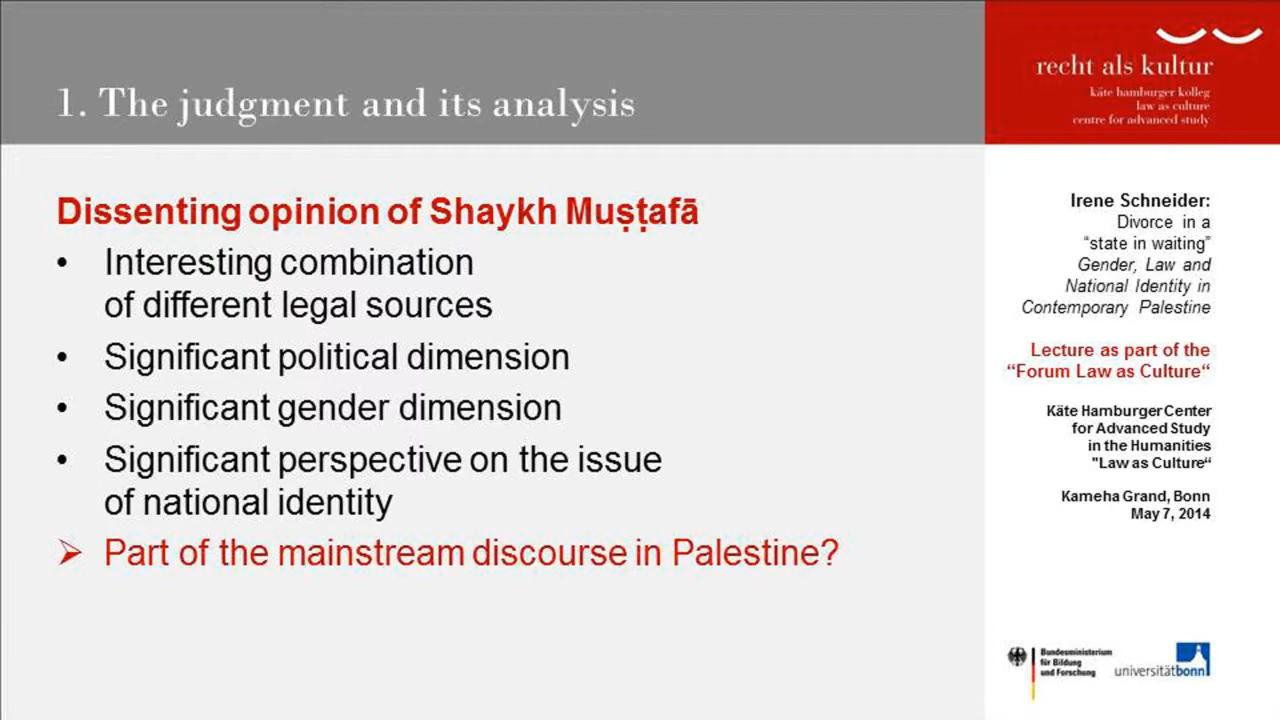 1. The judgment and its analysis
Dissenting opinion of Shaykh Muṣṭafā
• Interesting combination
of different legal sources
• Significant political dimension
• Significant gender dimension
• Significant perspective on the issue
of national identity
➢ Part of the mainstream discourse in Palestine?
recht als kultur
käte hamburger kolleg
law as culture
centre for advanced study
Irene Schneider:
Divorce in a
“state in waiting”
Gender, Law and
National Identity in
Contemporary Palestine
Lecture as part of the
“Forum Law as Culture“
Käte Hamburger Center
for Advanced Study
in the Humanities
"Law as Culture“
Kameha Grand, Bonn
May 7, 2014
Bundesministerium
für Bildung
und Forschung
universitätbonn